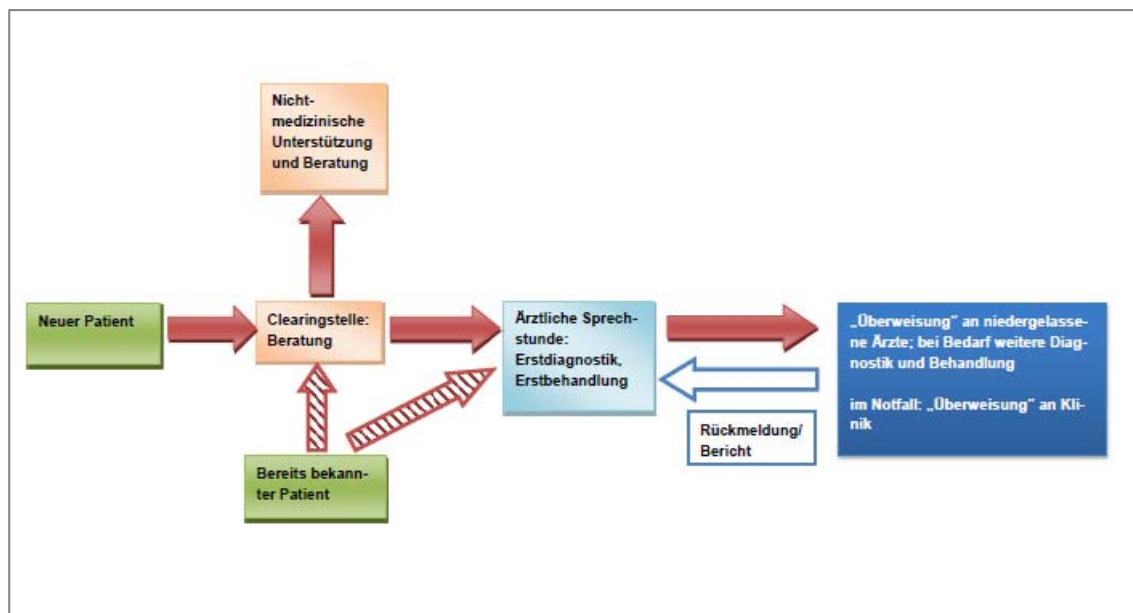 Nicht-
medizinische
Unterstützung
und Beratung
Neuer Patient
Clearingstelle:
Beratung
Ärztliche Sprech-
stunde:
Erstdiagnostik,
Erstbehandlung
„Überweisung“ an niedergelasse-
ne Ärzte; bei Bedarf weitere Diag-
nostik und Behandlung
im Notfall: „Überweisung“ an Kli-
nik
Rückmeldung/
Bericht
Bereits bekann-
ter Patient